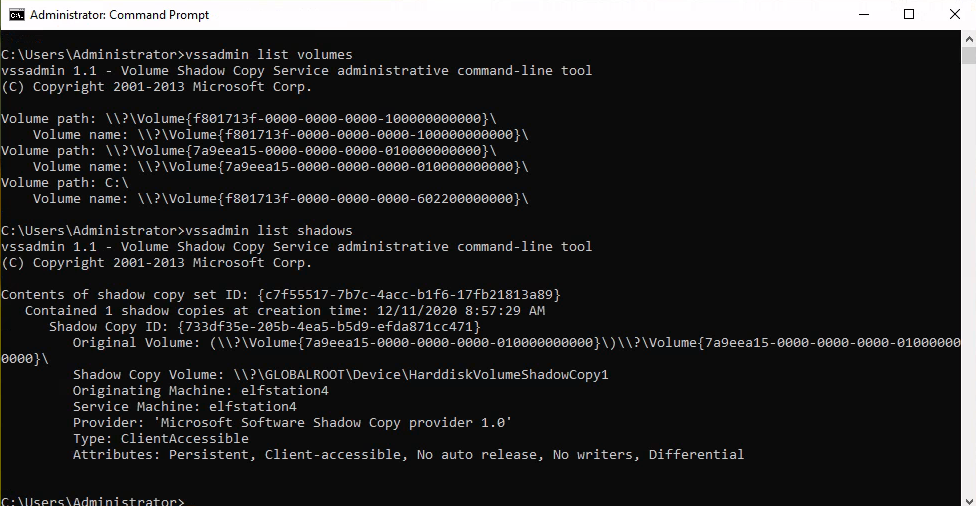 Administrator: Command Prompt
C:\Users\Administrator>vssadmin list volumes
vssadmin 1.1 - Volume Shadow Copy Service administrative command-line tool
(C) Copyright 2001-2013 Microsoft Corp.
Volume path: \\?\Volume{f801713f-0000-0000-0000-100000000000}\
Volume name: \\?\Volume{f801713f-0000-0000-0000-100000000000}\
Volume path: \\?\Volume{7a9eea15-0000-0000-0000-010000000000}\
Volume name: \\?\Volume{7a9eea15-0000-0000-0000-010000000000}\
Volume path: C:\
Volume name: \\?\Volume{f801713f-0000-0000-0000-602200000000}\
C:\Users\Administrator>vssadmin list shadows
vssadmin 1.1 - Volume Shadow Copy Service administrative command-line tool
(C) Copyright 2001-2013 Microsoft Corp.
Contents of shadow copy set ID: {c7f55517-7b7c-4acc-b1f6-17fb21813a89}
Contained 1 shadow copies at creation time: 12/11/2020 8:57:29 AM
Shadow Copy ID: {733df35e-205b-4ea5-b5d9-efda871cc471}
Original Volume: (\\?\Volume{7a9eea15-0000-0000-0000-010000000000}\)\\?\Volume{7a9eea15-0000-0000-0000-01000000
0000}\
Shadow Copy Volume: \\?\GLOBALROOT\Device\HarddiskVolumeShadowCopy1
Originating Machine: elfstation4
Service Machine: elfstation4
Provider: 'Microsoft Software Shadow Copy provider 1.0'
Type: ClientAccessible
Attributes: Persistent, Client-accessible, No auto release, No writers, Differential
C:\Users\Administrator>